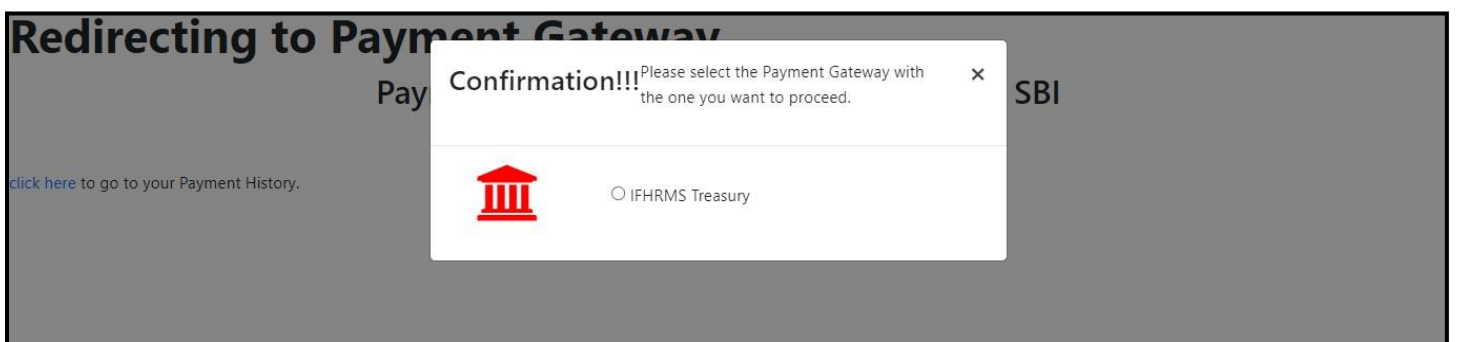 Redirecting to Payment Gateway
Confirmation!!! Please select the Payment Gateway with
the one you want to proceed.
×
Pay
SBI
click here to go to your Payment History.
IFHRMS Treasury